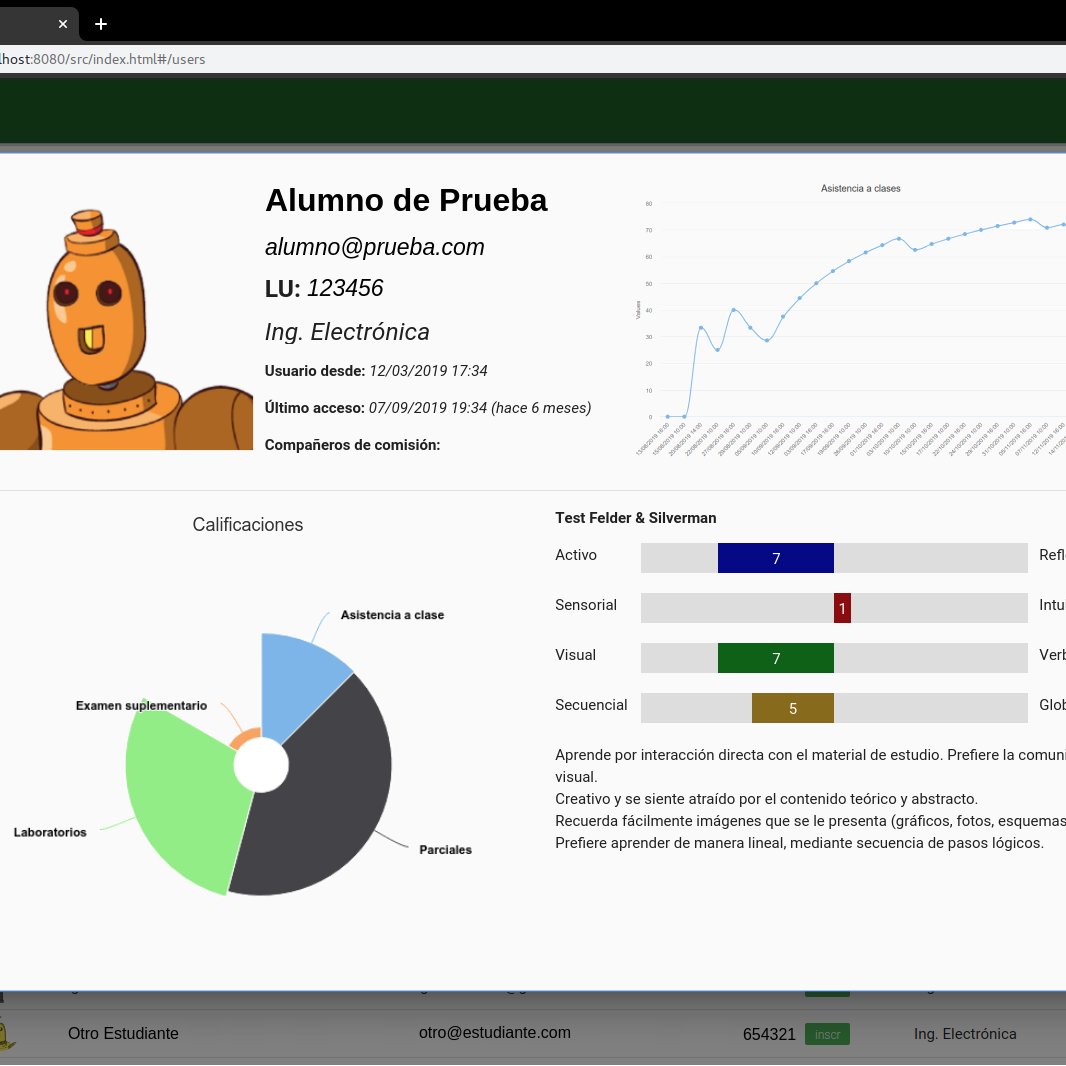 lhost:8080/src/index.html#/users
Alumno de Prueba
alumno@prueba.com
LU: 123456
Ing. Electrónica
Usuario desde: 12/03/2019 17:34
Último acceso: 07/09/2019 19:34 (hace 6 meses)
Compañeros de comisión:
Asistencia a clases
80
70
60
50
40
30
20
10
0
Values
Calificaciones
Asistencia a clase
Examen suplementario
Laboratorios
Parciales
Test Felder & Silverman
Activo 7 Refl
Sensorial 1 Intui
Visual 7 Verb
Secuencial 5 Glob
Aprende por interacción directa con el material de estudio. Prefiere la comuni
visual.
Creativo y se siente atraído por el contenido teórico y abstracto.
Recuerda fácilmente imágenes que se le presenta (gráficos, fotos, esquemas
Prefiere aprender de manera lineal, mediante secuencia de pasos lógicos.
Otro Estudiante otro@estudiante.com 654321 inscr Ing. Electrónica